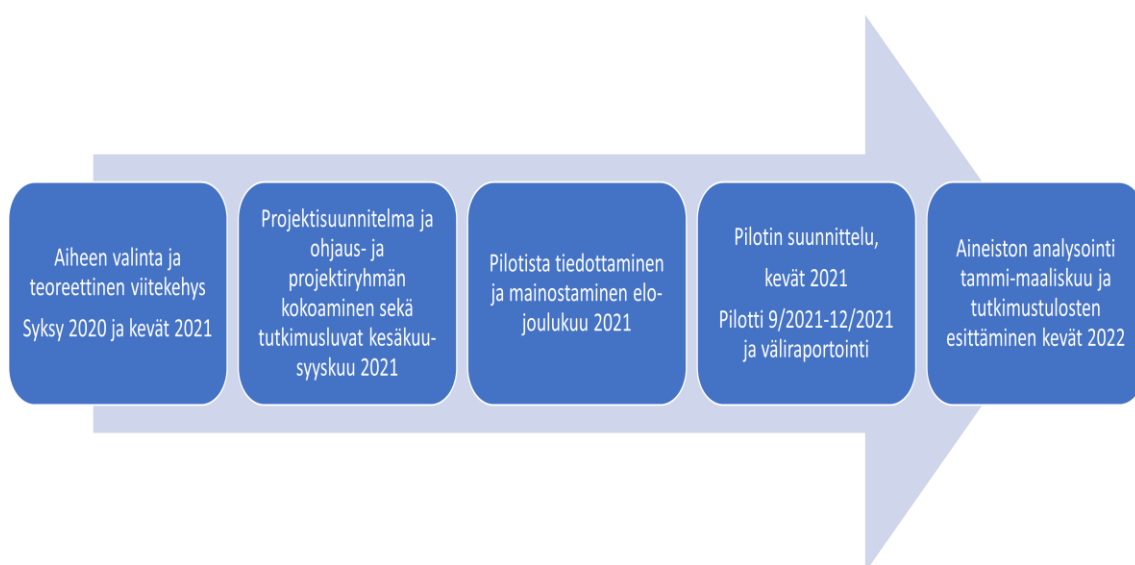 Aiheen valinta ja
teoreettinen viitekehys
Syksy 2020 ja kevät 2021
Projektisuunnitelma ja
ohjaus- ja
projektiryhmän
kokoaminen sekä
tutkimusluvat kesäkuu-
syyskuu 2021
Pilotista tiedottaminen
ja mainostaminen elo-
joulukuu 2021
Pilotin suunnittelu,
kevät 2021
Pilotti 9/2021-12/2021
ja väliraportointi
Aineiston analysointi
tammi-maaliskuu ja
tutkimustulosten
esittäminen kevät 2022